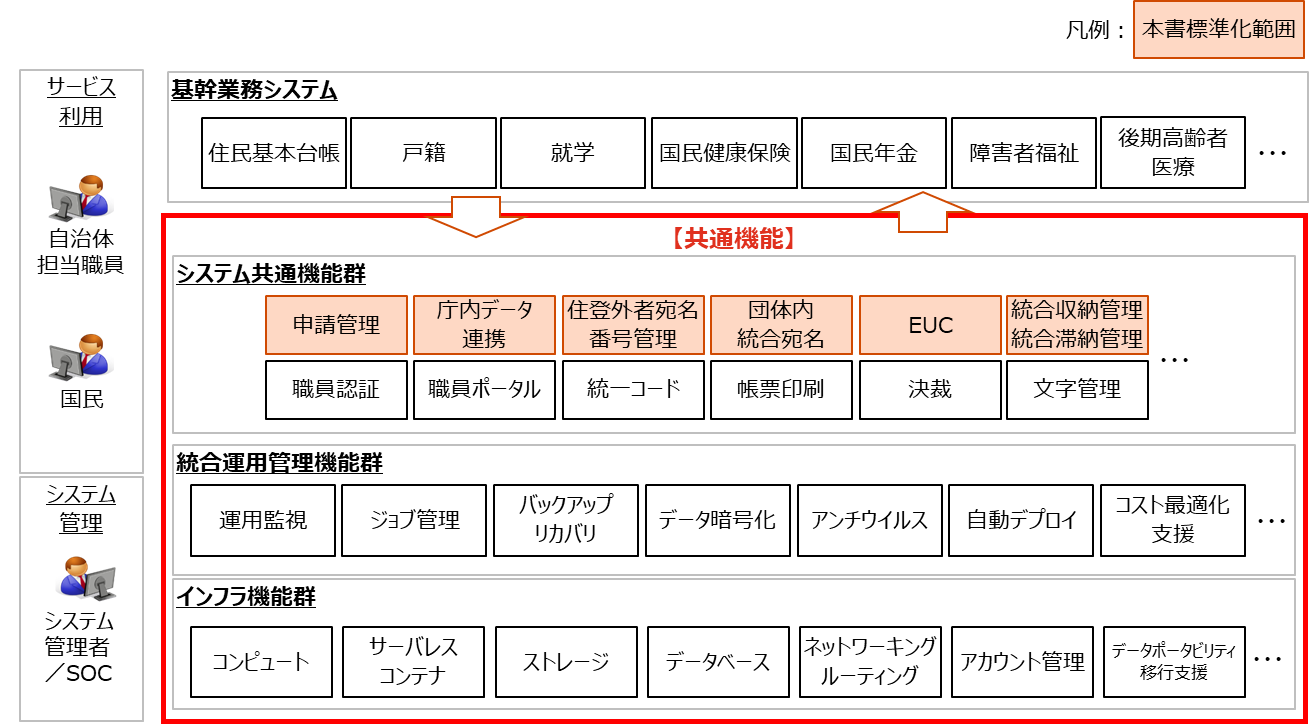 凡例：
本書標準化範囲
サービス
利用
自治体
担当職員
国民
システム
管理
システム
管理者
／SOC
基幹業務システム
住民基本台帳
戸籍
就学
国民健康保険
国民年金
障害者福祉
後期高齢者
医療
…
【共通機能】
システム共通機能群
申請管理
庁内データ
連携
住登外者宛名
番号管理
団体内
統合宛名
EUC
統合収納管理
統合滞納管理
職員認証
職員ポータル
統一コード
帳票印刷
決裁
文字管理
…
統合運用管理機能群
運用監視
ジョブ管理
バックアップ
リカバリ
データ暗号化
アンチウイルス
自動デプロイ
コスト最適化
支援
…
インフラ機能群
コンピュート
サーバレス
コンテナ
ストレージ
データベース
ネットワーキング
ルーティング
アカウント管理
データポータビリティ
移行支援
…